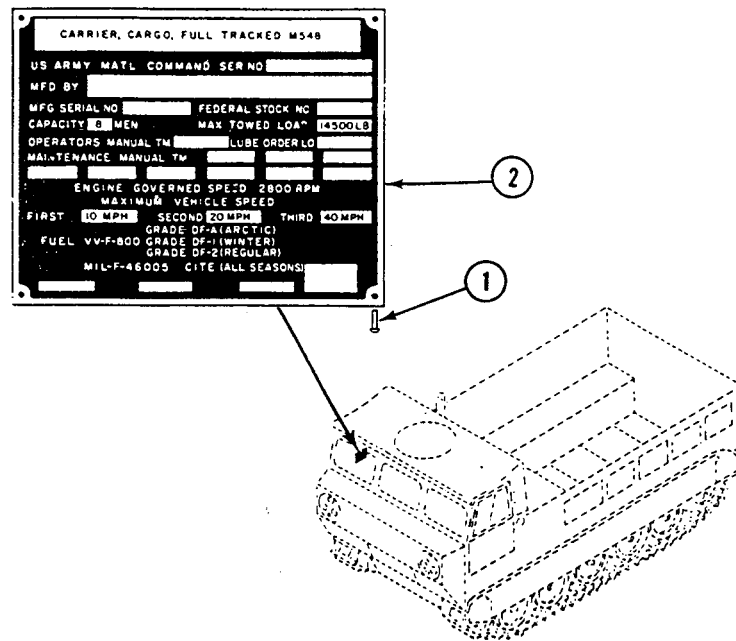 CARRIER, CARGO, FULL TRACKED M548
US ARMY MATL COMMAND SER NO
MFD BY
MFG SERIAL NO FEDERAL STOCK NO
CAPACITY 8 MEN MAX TOWED LOAD 14500 LB
OPERATORS MANUAL TM LUBE ORDER LO
MAINTENANCE MANUAL TM
ENGINE GOVERNED SPEED 2800 RPM
MAXIMUM VEHICLE SPEED
FIRST 10 MPH SECOND 20 MPH THIRD 40 MPH
GRADE DF-A (ARCTIC)
FUEL VV-F-800 GRADE DF-1 (WINTER)
GRADE DF-2 (REGULAR)
MIL-F-46005 CITE (ALL SEASONS)
2
1